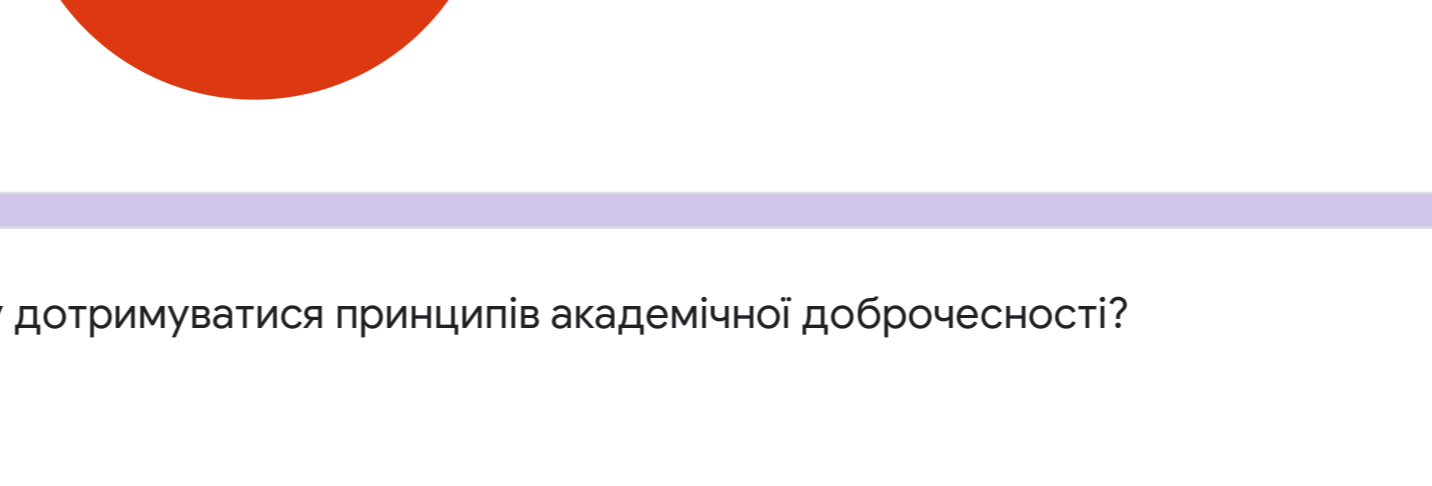 дотримуватися принципів академічної доброчесності?